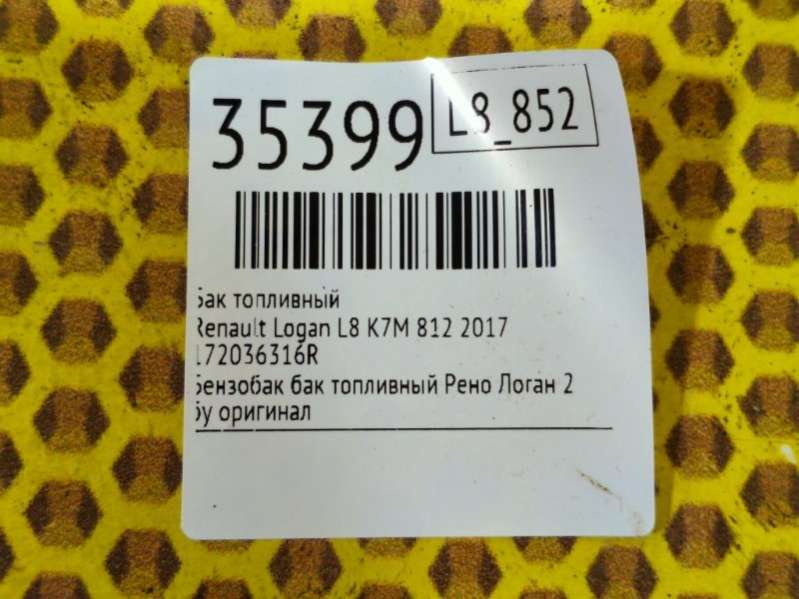 35399
L8_852
Бак топливный
Renault Logan L8 K7M 812 2017
172036316R
Бензобак бак топливный Рено Логан 2
бу оригинал